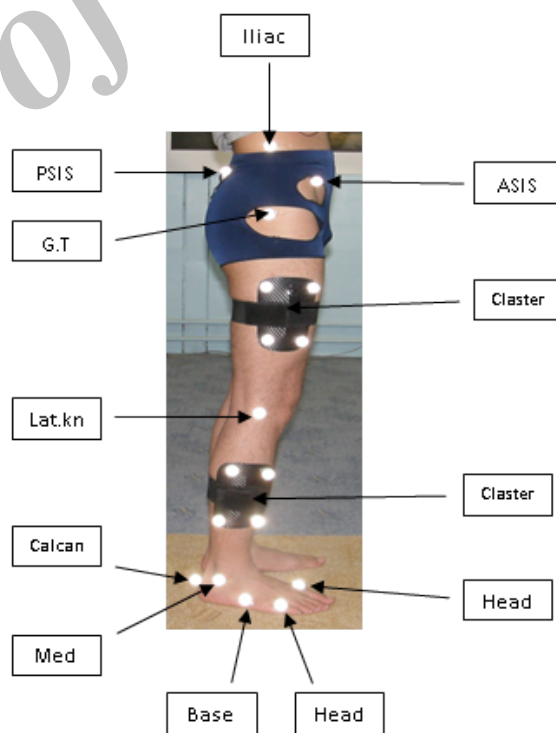 Iliac
PSIS
ASIS
G.T
Claster
Lat.kn
Claster
Calcan
Head
Med
Base
Head